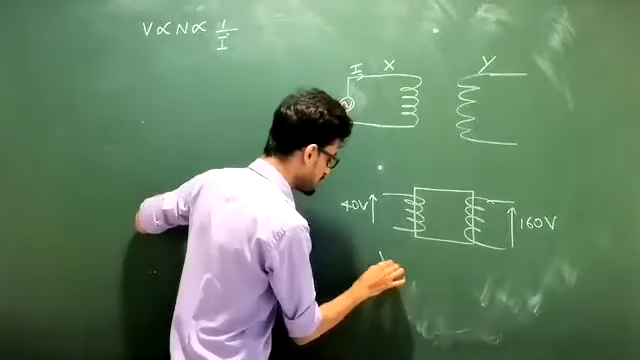 V ∝ N ∝ 1/I
I X Y
40V 160V